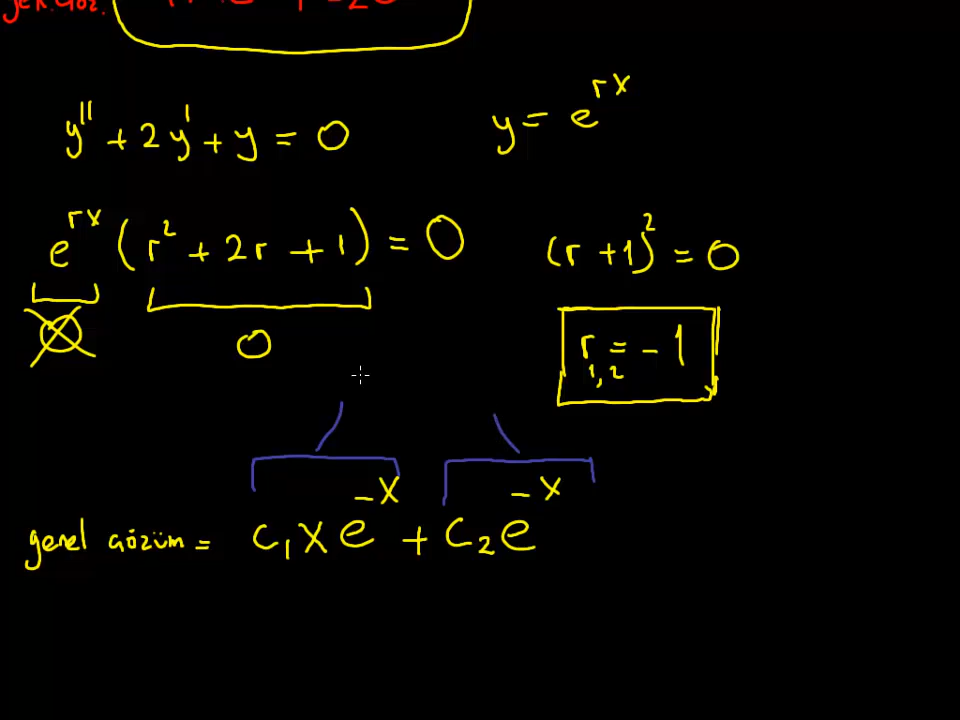 y'' + 2y' + y = 0
y = e^{rx}
e^{rx} (r² + 2r + 1) = 0
(r + 1)² = 0
0 0
r_{1,2} = -1
genel çözüm = c₁xe^{-x} + c₂e^{-x}